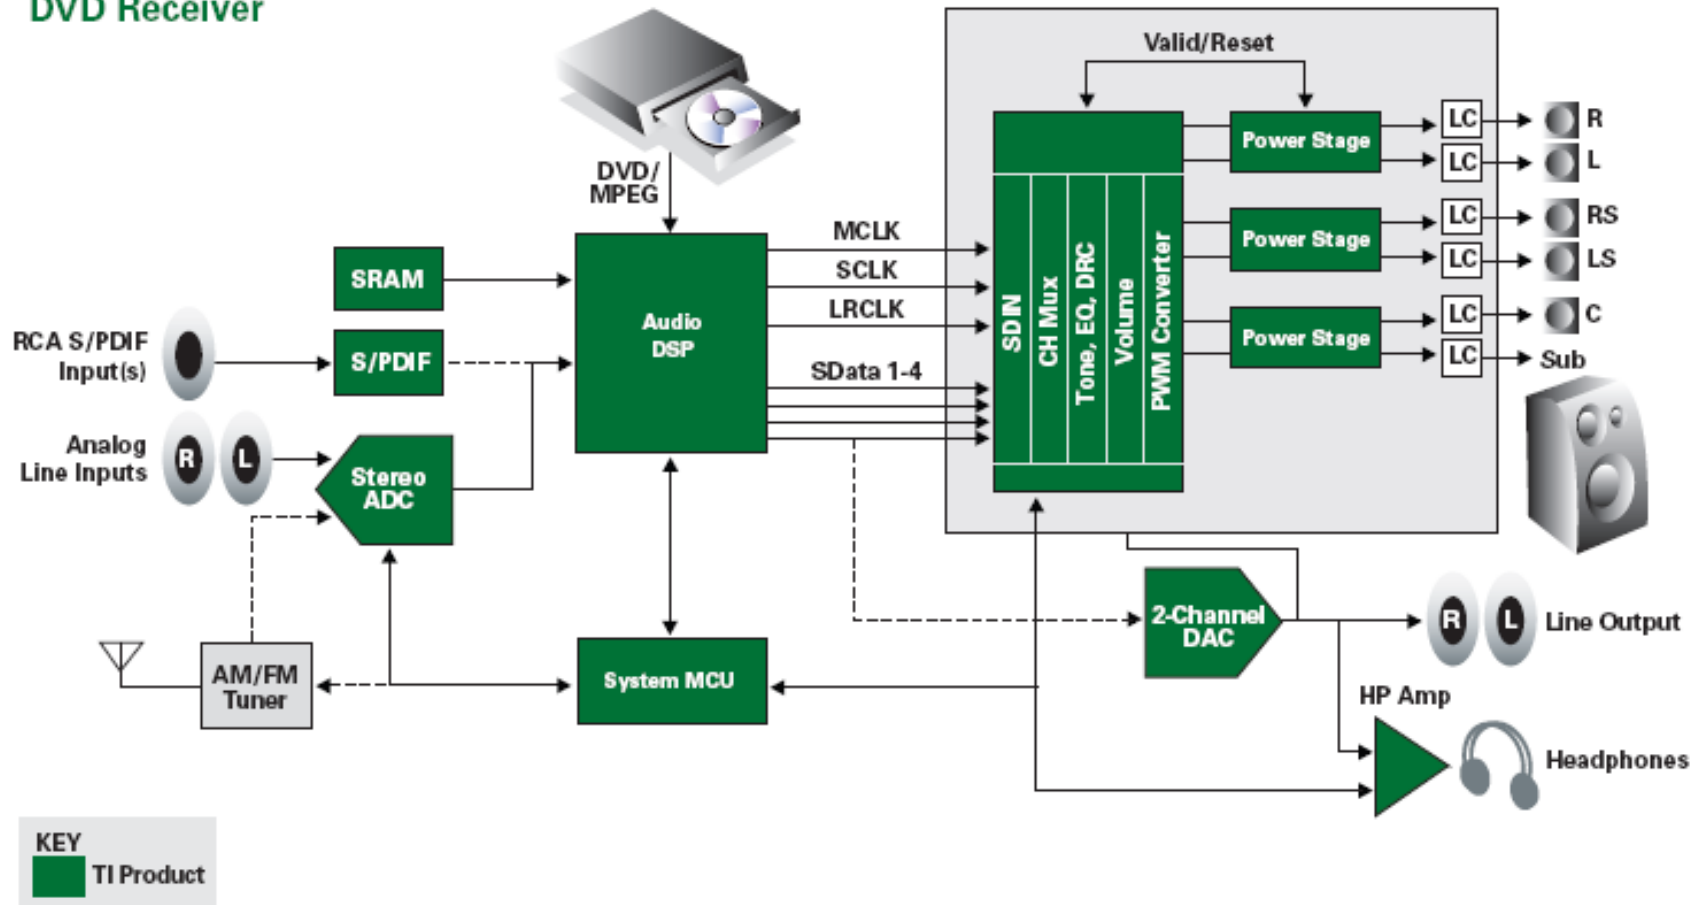 DVD Receiver
Valid/Reset
DVD/
MPEG
SRAM
RCA S/PDIF
Input(s)
S/PDIF
Analog
Line Inputs
R
L
Stereo
ADC
AM/FM
Tuner
Audio
DSP
System MCU
MCLK
SCLK
LRCLK
SData 1-4
SDIN
CH Mux
Tone, EQ, DRC
Volume
PWM Converter
Power Stage
Power Stage
Power Stage
LC
LC
LC
LC
LC
LC
R
L
RS
LS
C
Sub
2-Channel
DAC
R
L
Line Output
HP Amp
Headphones
KEY
TI Product